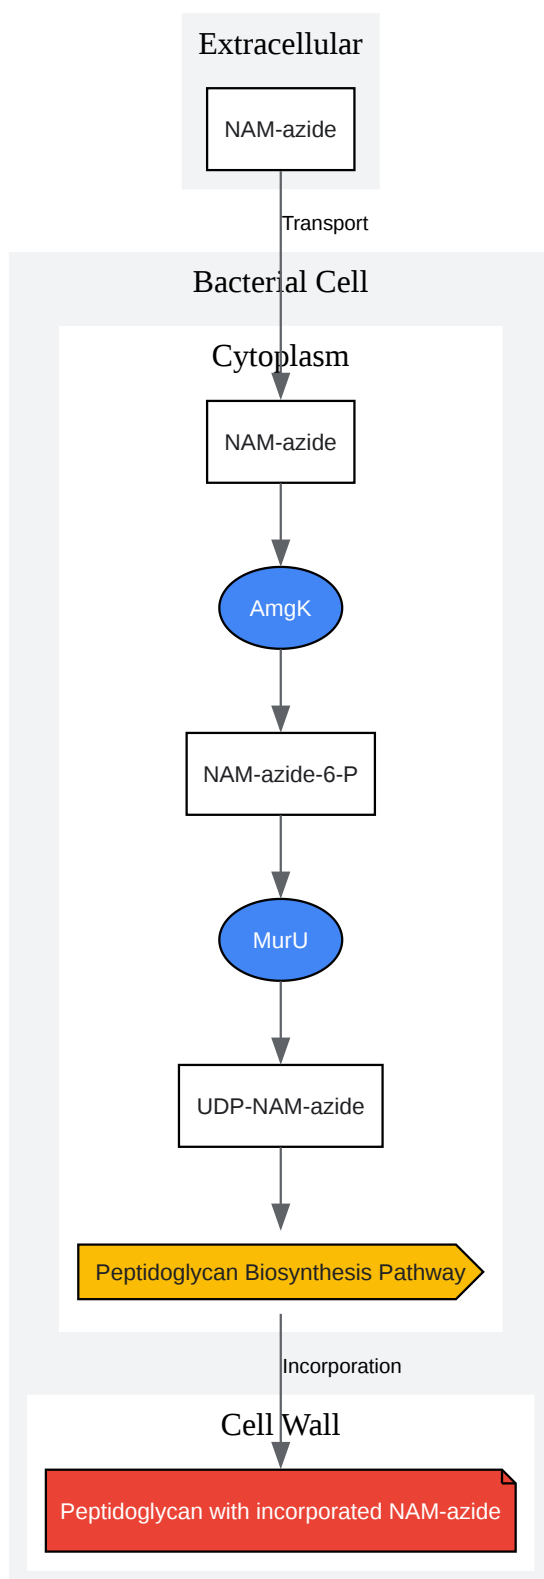 Extracellular
NAM-azide
Transport
Bacterial Cell
Cytoplasm
NAM-azide
AmgK
NAM-azide-6-P
MurU
UDP-NAM-azide
Peptidoglycan Biosynthesis Pathway
Incorporation
Cell Wall
Peptidoglycan with incorporated NAM-azide